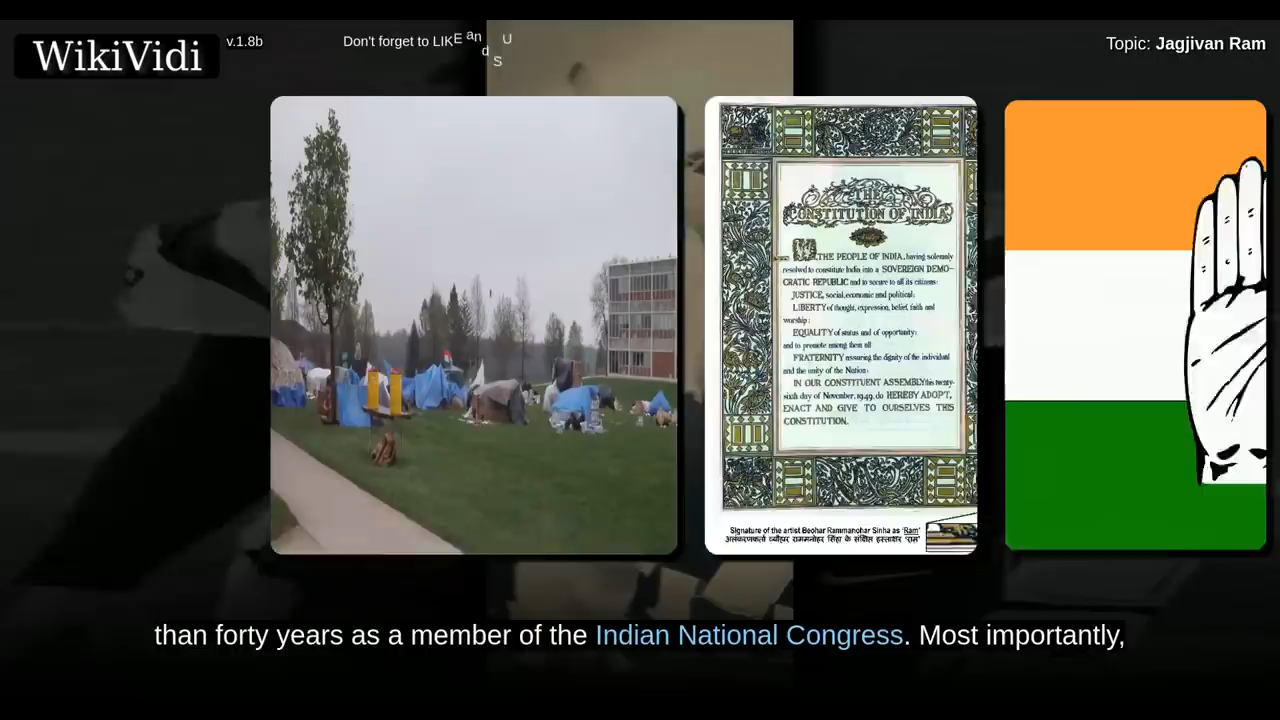 WikiVidi
v.1.8b
Don't forget to LIKE and
U
S
Topic: Jagjivan Ram
THE
CONSTITUTION OF INDIA
WE, THE PEOPLE OF INDIA, having solemnly
resolved to constitute India into a SOVEREIGN DEMO-
CRATIC REPUBLIC and to secure to all its citizens:
JUSTICE, social, economic and political;
LIBERTY of thought, expression, belief, faith and
worship;
EQUALITY of status and of opportunity;
and to promote among them all
FRATERNITY assuring the dignity of the individual
and the unity of the Nation;
IN OUR CONSTITUENT ASSEMBLY this twenty-
sixth day of November, 1949, do HEREBY ADOPT,
ENACT AND GIVE TO OURSELVES THIS
CONSTITUTION.
Signature of the artist Beohar Rammanohar Sinha as 'Ram'
अलंकरणकर्ता ब्यौहार राममनोहर सिंहा के संक्षिप्त हस्ताक्षर 'राम'
than forty years as a member of the Indian National Congress. Most importantly,